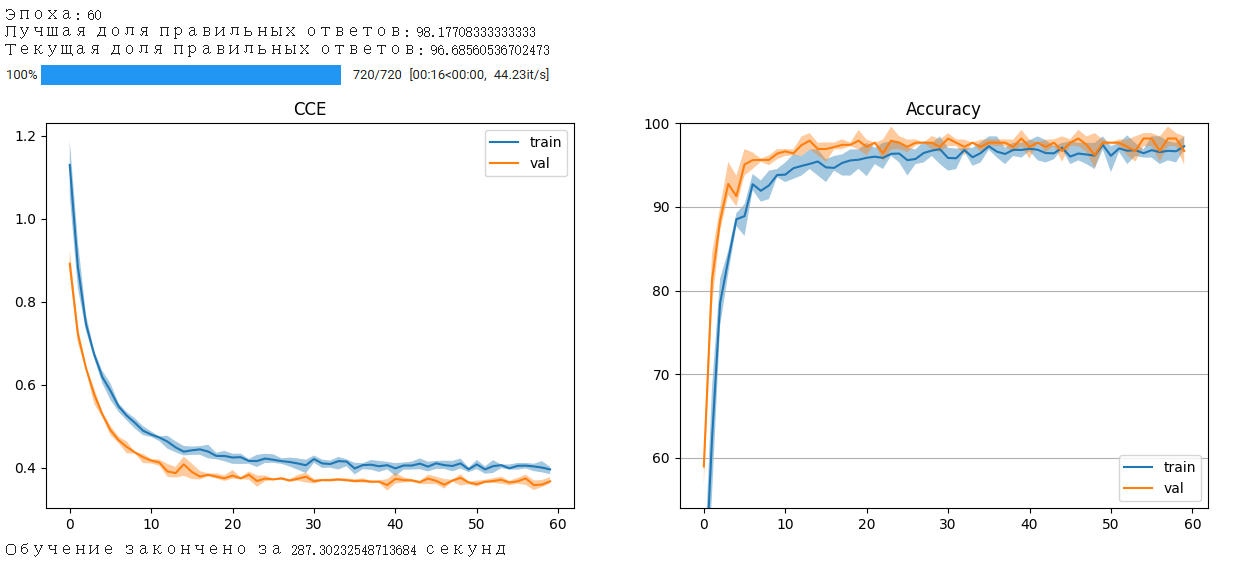 Эпоха: 60
Лучшая доля правильных ответов: 98.17708333333333
Текущая доля правильных ответов: 96.68560536702473
100% 720/720 [00:16<00:00, 44.23it/s]
CCE
1.2
1.0
0.8
0.6
0.4
0 10 20 30 40 50 60
train
val
Accuracy
100
90
80
70
60
0 10 20 30 40 50 60
train
val
Обучение закончено за 287.30232548713684 секунд